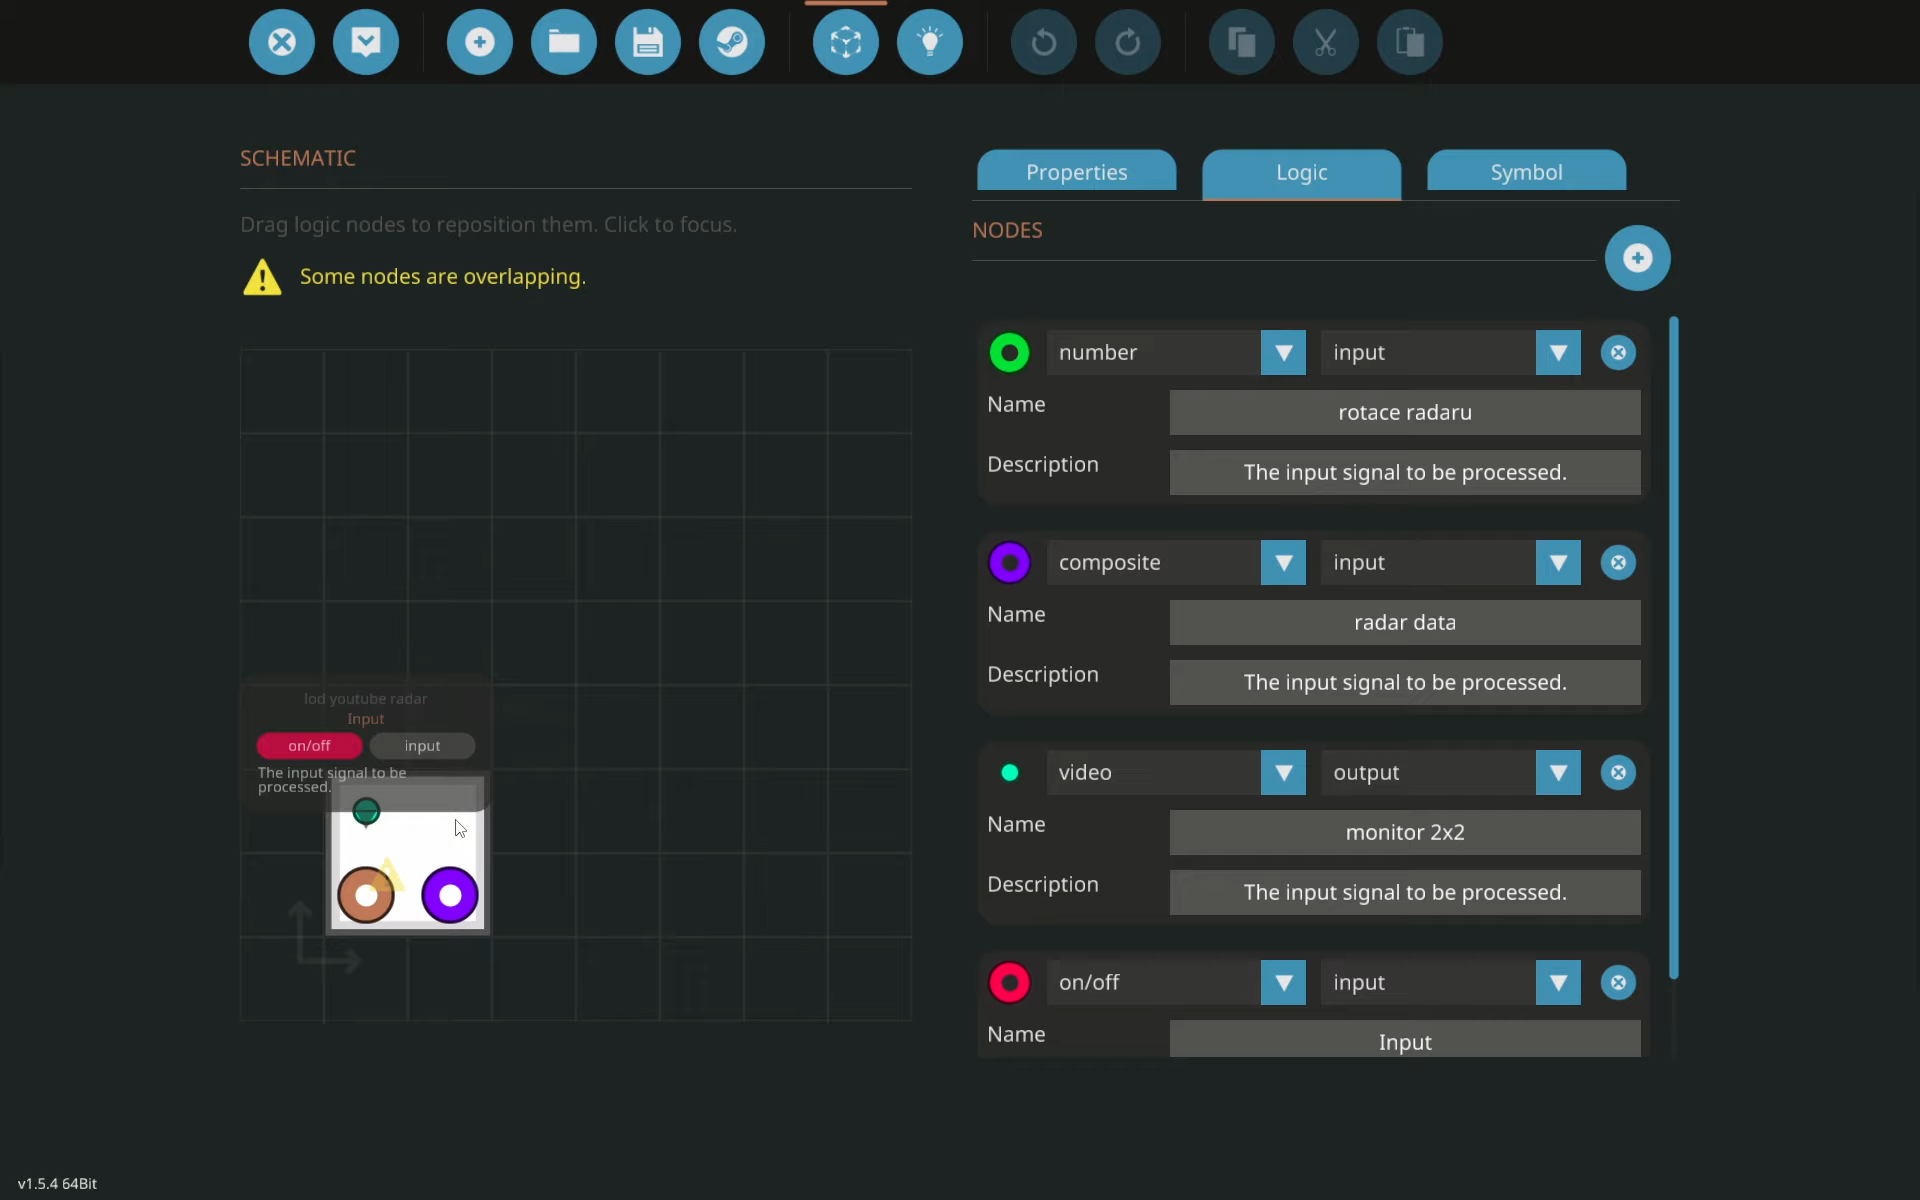 SCHEMATIC
Drag logic nodes to reposition them. Click to focus.
Some nodes are overlapping.
lod youtube radar
Input
on/off
input
The input signal to be
processed.
Properties
Logic
Symbol
NODES
number
input
Name
rotace radaru
Description
The input signal to be processed.
composite
input
Name
radar data
Description
The input signal to be processed.
video
output
Name
monitor 2x2
Description
The input signal to be processed.
on/off
input
Name
Input
v1.5.4 64Bit